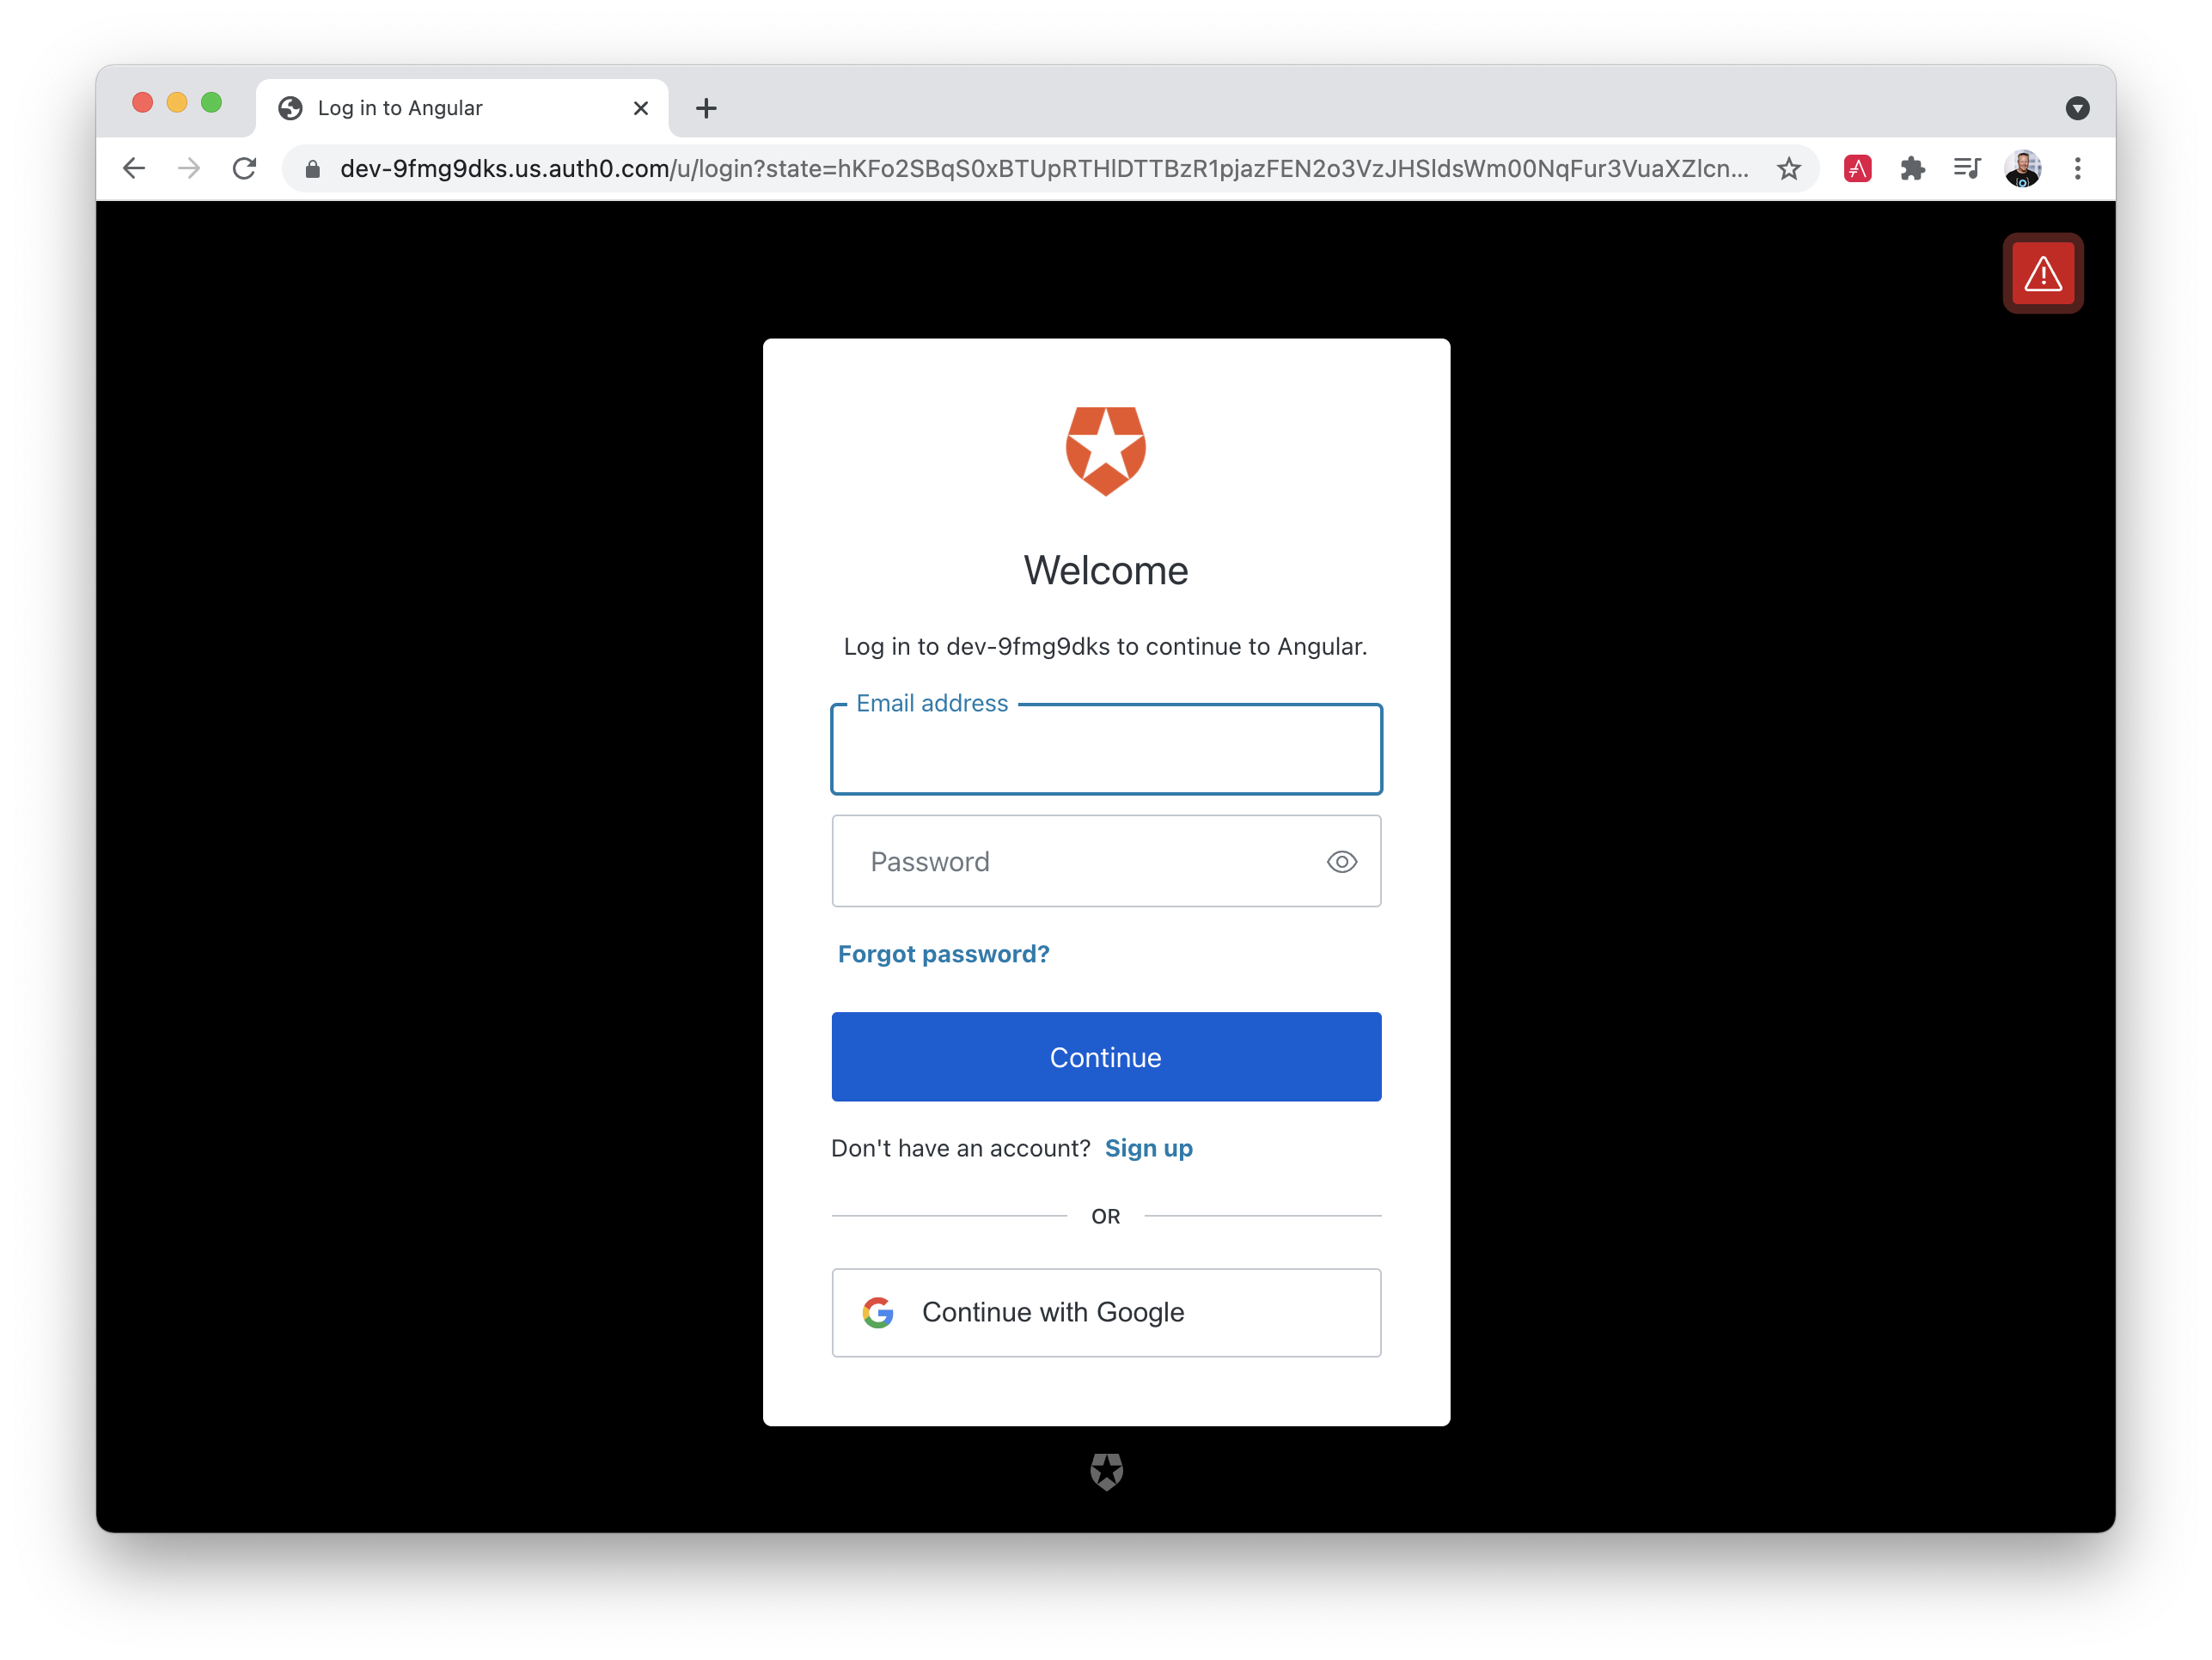 Log in to Angular
dev-9fmg9dks.us.auth0.com/u/login?state=hKFo2SBqS0xBTUpRTHlDTTBzR1pjazFEN2o3VzJHSldsWm00NqFur3VuaXZlcn...
Welcome
Log in to dev-9fmg9dks to continue to Angular.
Email address
Password
Forgot password?
Continue
Don't have an account? Sign up
OR
Continue with Google